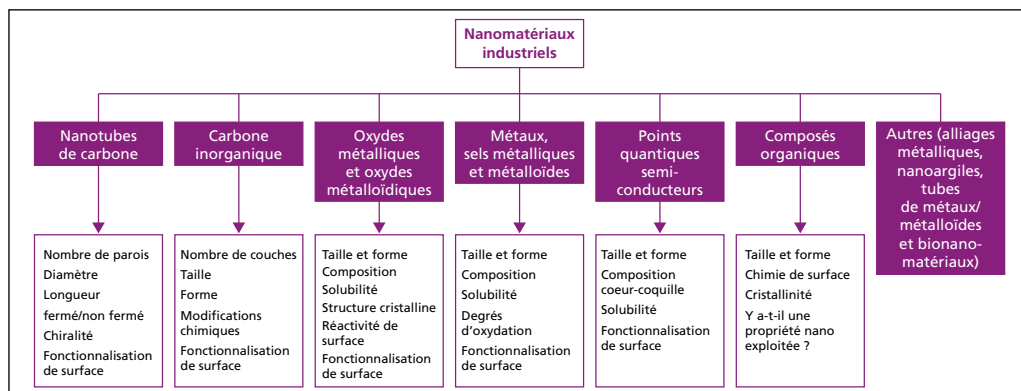 Nanomatériaux
industriels
Nanotubes
de carbone
Carbone
inorganique
Oxydes
métalliques
et oxydes
métalloïdiques
Métaux,
sels métalliques
et métalloïdes
Points
quantiques
semi-
conducteurs
Composés
organiques
Autres (alliages
métalliques,
nanoargiles,
tubes
de métaux/
métalloïdes
et bionano-
matériaux)
Nombre de parois
Diamètre
Longueur
fermé/non fermé
Chiralité
Fonctionnalisation
de surface
Nombre de couches
Taille
Forme
Modifications
chimiques
Fonctionnalisation
de surface
Taille et forme
Composition
Solubilité
Structure cristalline
Réactivité de
surface
Fonctionnalisation
de surface
Taille et forme
Composition
Solubilité
Degrés
d'oxydation
Fonctionnalisation
de surface
Taille et forme
Composition
coeur-coquille
Solubilité
Fonctionnalisation
de surface
Taille et forme
Chimie de surface
Cristallinité
Y a-t-il une
propriété nano
exploitée ?